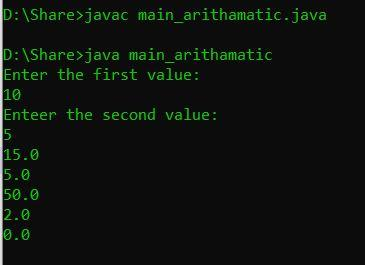 D:\Share>javac main_arithamatic.java
D:\Share>java main_arithamatic
Enter the first value:
10
Enteer the second value:
5
15.0
5.0
50.0
2.0
0.0